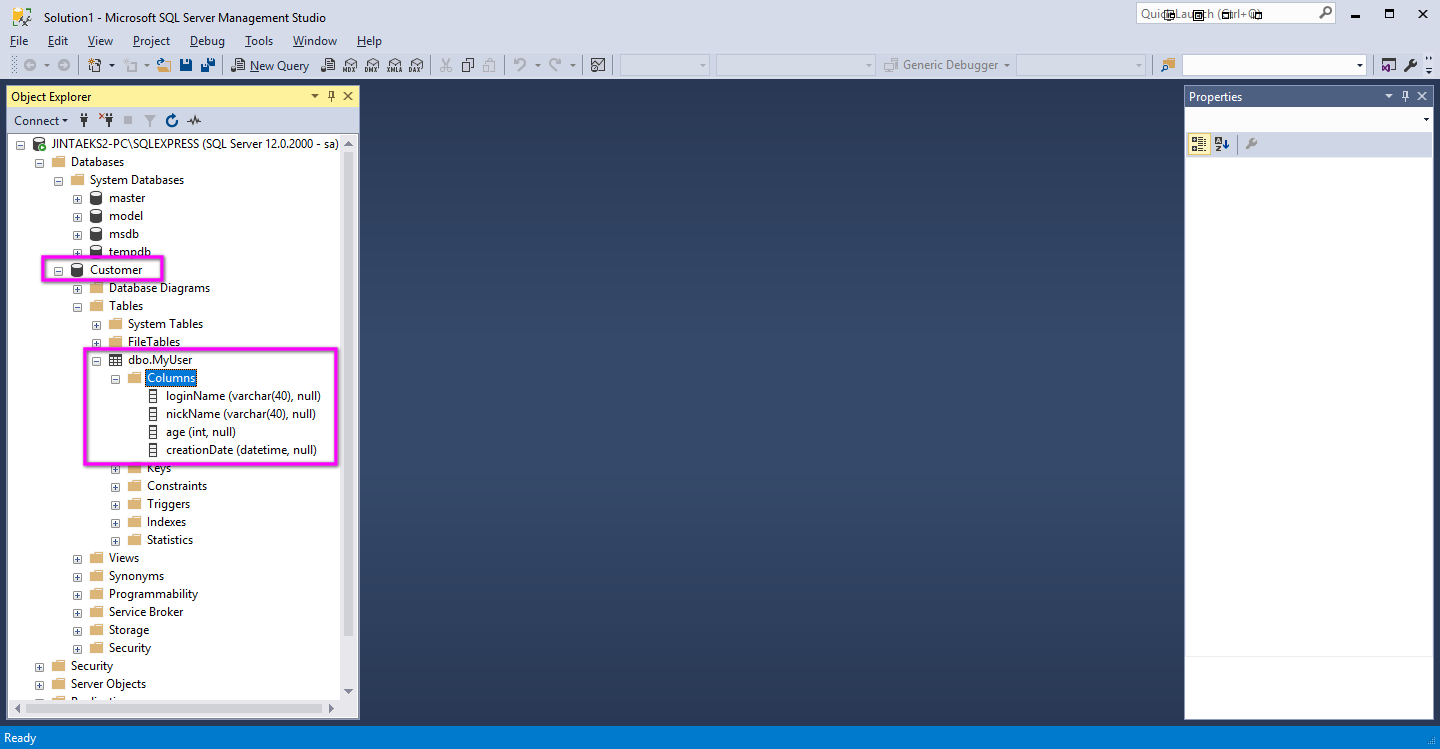 Solution1 - Microsoft SQL Server Management Studio
File Edit View Project Debug Tools Window Help
New Query
MDX
DMX
XMLA
DAX
Generic Debugger
Object Explorer
Connect
JINTAEKS2-PC\SQLEXPRESS (SQL Server 12.0.2000 - sa)
Databases
System Databases
master
model
msdb
tempdb
Customer
Database Diagrams
Tables
System Tables
FileTables
dbo.MyUser
Columns
loginName (varchar(40), null)
nickName (varchar(40), null)
age (int, null)
creationDate (datetime, null)
Keys
Constraints
Triggers
Indexes
Statistics
Views
Synonyms
Programmability
Service Broker
Storage
Security
Security
Server Objects
Properties
Ready